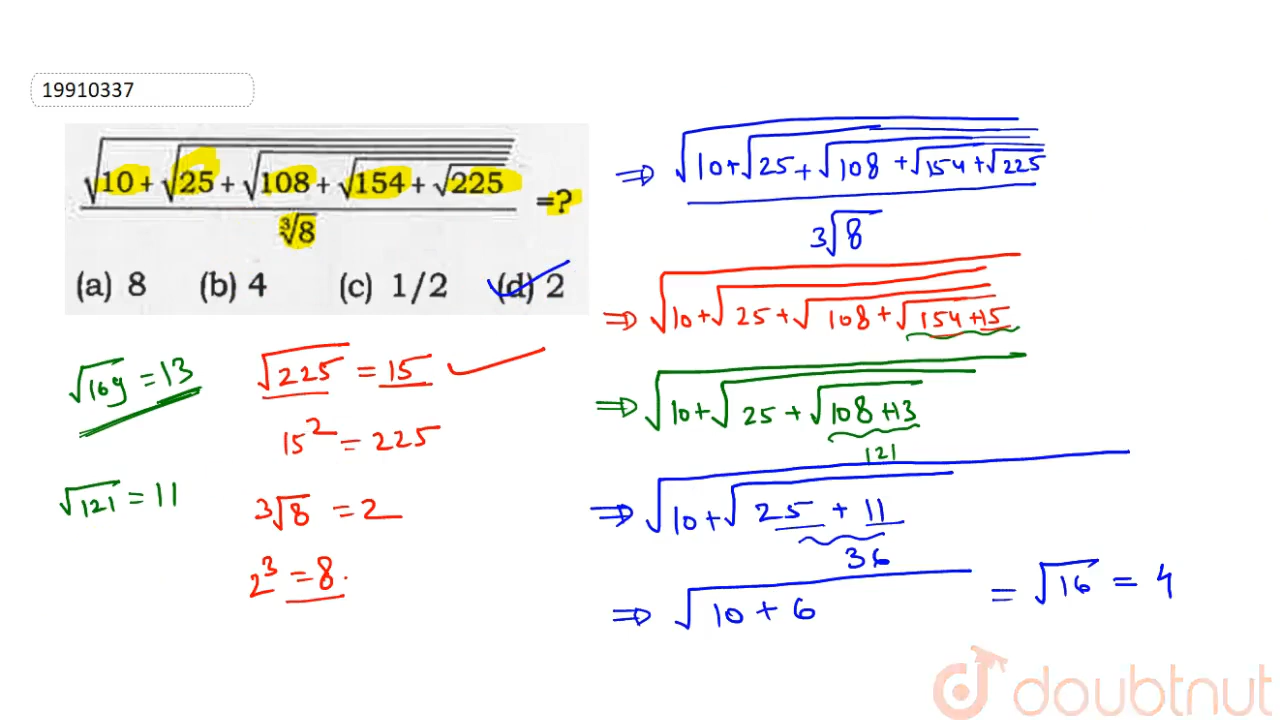 19910337
√10 + √25 + √108 + √154 + √225
∛8
=?
(a) 8 (b) 4 (c) 1/2 (d) 2
√169 = 13
√121 = 11
√225 = 15
15² = 225
3√8 = 2
2³ = 8.
⇒ √10+√25+√108+√154+√225
3√8
⇒ √10+√25+√108+√154+15
⇒ √10+√25+√108+13
121
⇒ √10+√25+11
36
⇒ √10+6 = √16 = 4
doubtnut